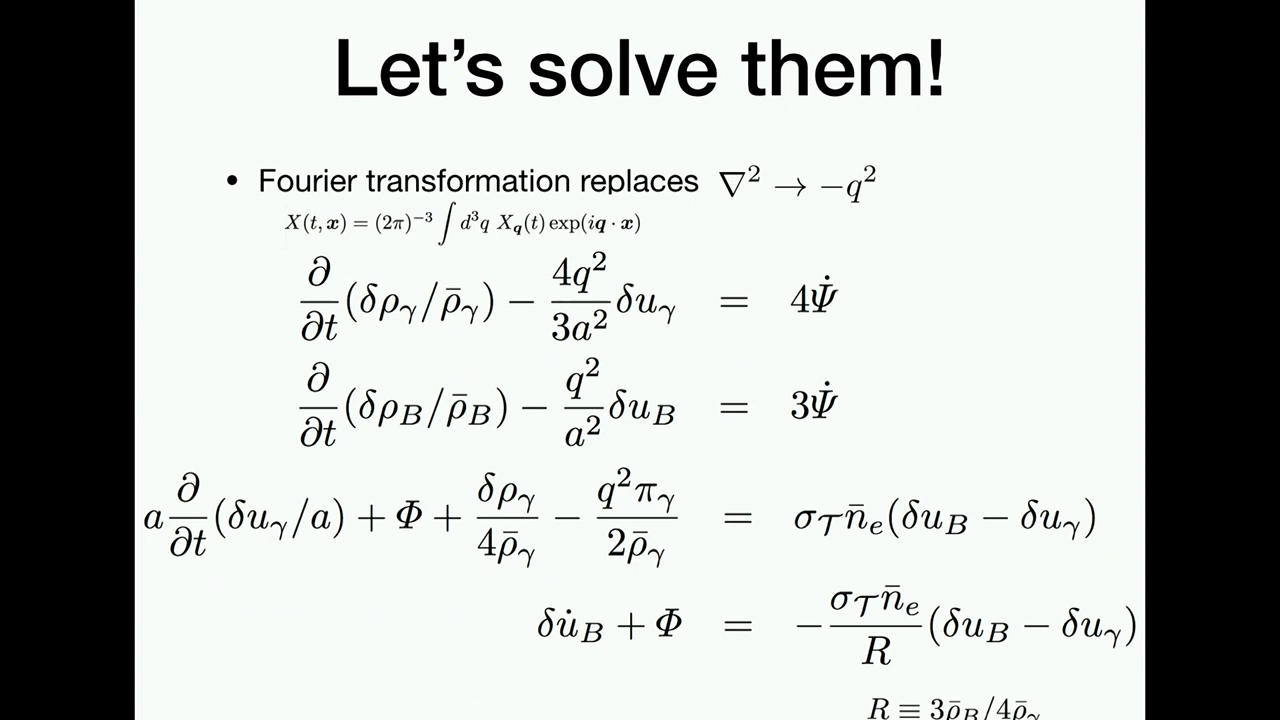 Let's solve them!
• Fourier transformation replaces ∇² → −q²
X(t, x) = (2π)⁻³ ∫ d³q X_q(t) exp(iq · x)
∂/∂t (δρ_γ/ρ̄_γ) − 4q²/3a² δu_γ = 4Ψ̇
∂/∂t (δρ_B/ρ̄_B) − q²/a² δu_B = 3Ψ̇
a ∂/∂t (δu_γ/a) + Φ + δρ_γ/4ρ̄_γ − q²π_γ/2ρ̄_γ = σ_𝒯 n̄_e(δu_B − δu_γ)
δu̇_B + Φ = − σ_𝒯 n̄_e/R (δu_B − δu_γ)
R ≡ 3ρ̄_B/4ρ̄_γ